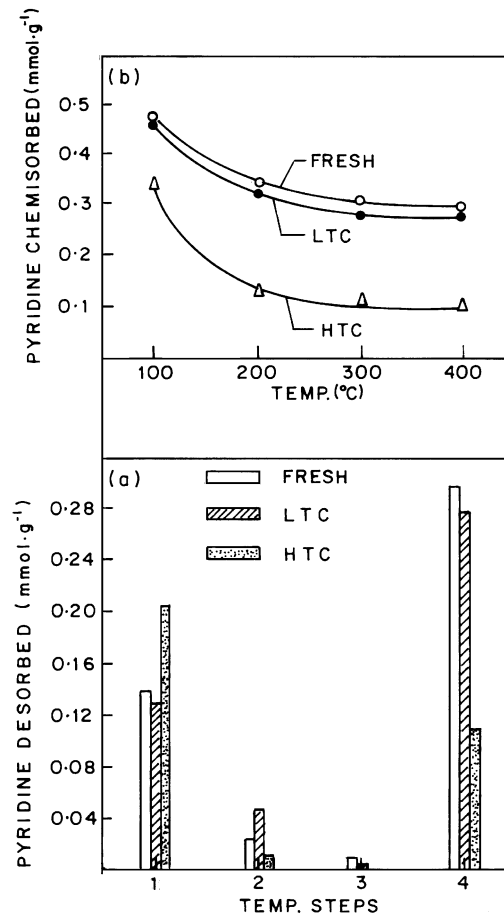 (b)
PYRIDINE CHEMISORBED (mmol·g⁻¹)
0·5
0·4
0·3
0·2
0·1
FRESH
LTC
HTC
100 200 300 400
TEMP. (°C)
(a)
FRESH
LTC
HTC
PYRIDINE DESORBED (mmol·g⁻¹)
0·28
0·24
0·20
0·16
0·12
0·04
1 2 3 4
TEMP. STEPS